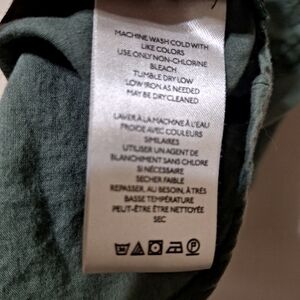 MACHINE WASH COLD WITH
LIKE COLORS
USE ONLY NON-CHLORINE
BLEACH
TUMBLE DRY LOW
LOW IRON AS NEEDED
MAY BE DRY CLEANED
LAVER À LA MACHINE À L'EAU
FROIDE AVEC COULEURS
SIMILAIRES
UTILISER UN AGENT DE
BLANCHIMENT SANS CHLORE
SI NÉCESSAIRE
SECHER FAIBLE
REPASSER, AU BESOIN, À TRÈS
BASSE TEMPÉRATURE
PEUT-ÊTRE ÊTRE NETTOYÉE
SEC